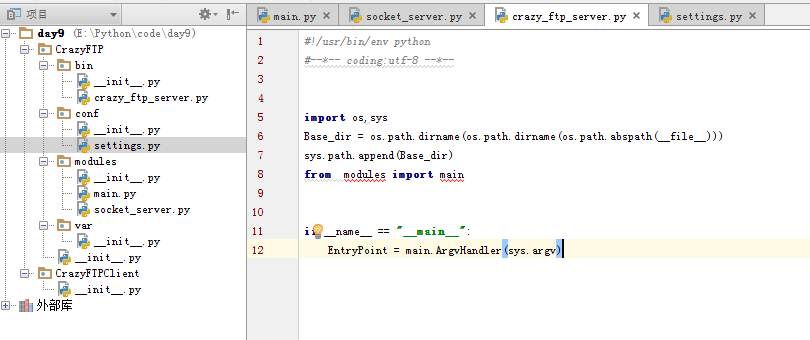 项目
day9 (E:\Python\code\day9)
CrazyFTP
bin
__init__.py
crazy_ftp_server.py
conf
__init__.py
settings.py
modules
__init__.py
main.py
socket_server.py
var
__init__.py
__init__.py
CrazyFTPClient
__init__.py
外部库
main.py socket_server.py crazy_ftp_server.py settings.py
1 #!/usr/bin/env python
2 #--*-- coding:utf-8 --*--
3
4
5 import os,sys
6 Base_dir = os.path.dirname(os.path.dirname(os.path.abspath(__file__)))
7 sys.path.append(Base_dir)
8 from modules import main
9
10
11 if __name__ == "__main__":
12 EntryPoint = main.ArgvHandler(sys.argv)